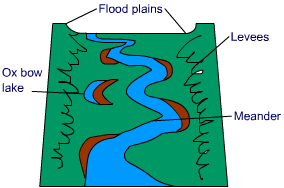 Flood plains
Levees
Ox bow
lake
Meander